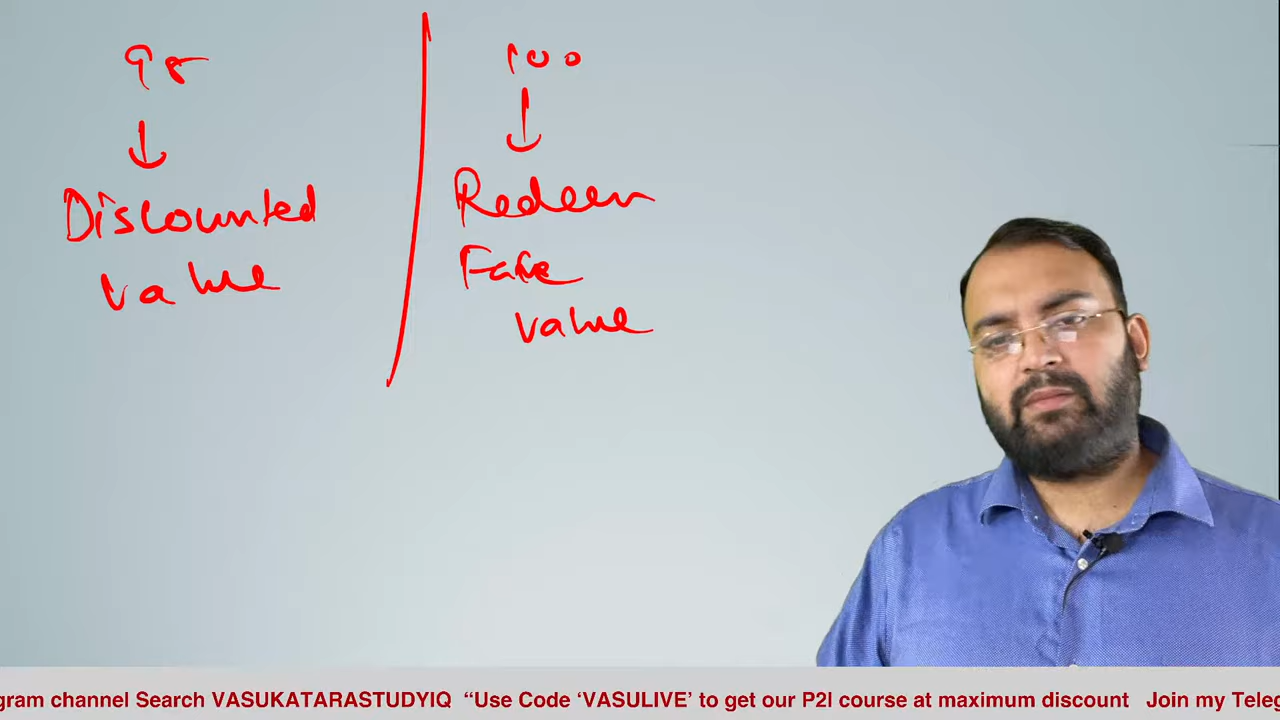 98
Discounted
value
100
Redeem
Face
value
gram channel Search VASUKATARASTUDYIQ “Use Code ‘VASULIVE’ to get our P2I course at maximum discount Join my Teleg